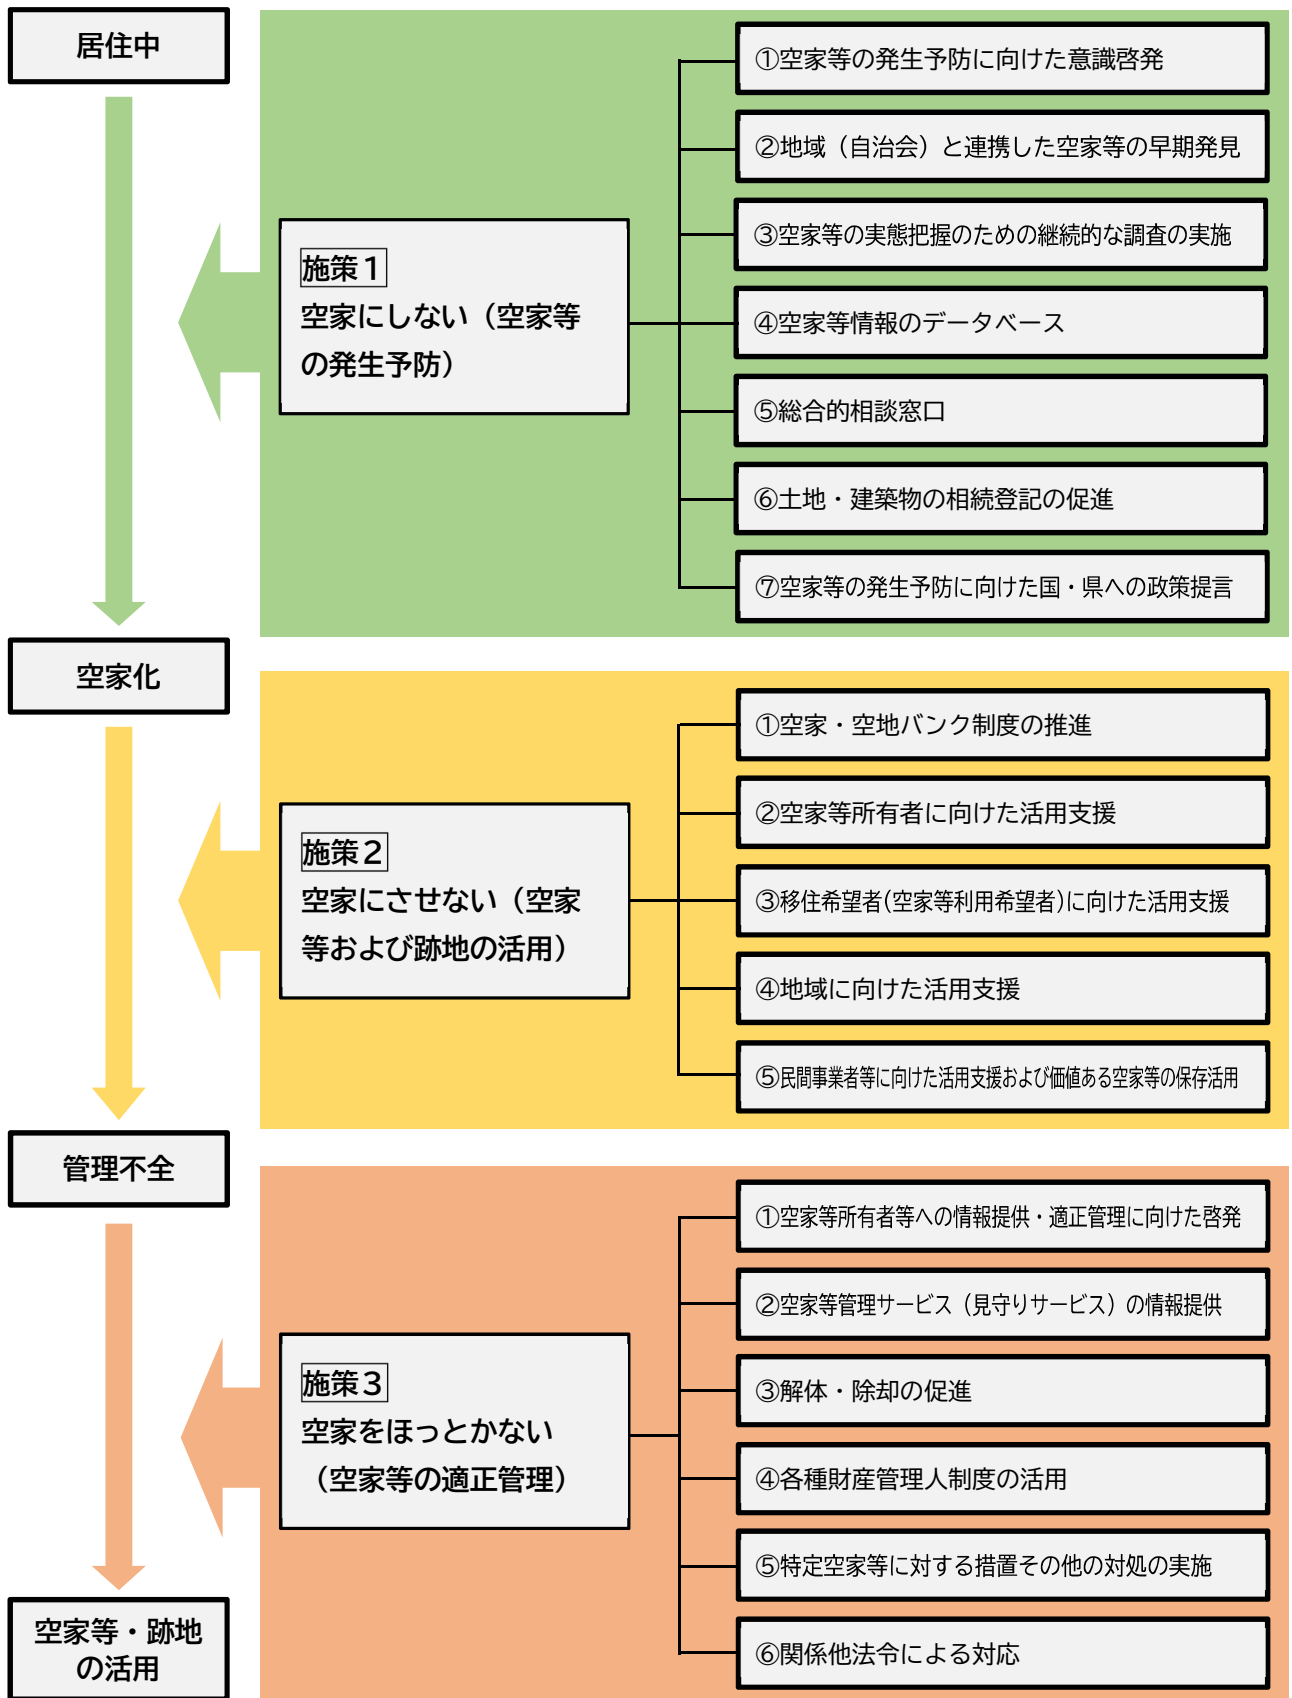 居住中
①空家等の発生予防に向けた意識啓発
②地域（自治会）と連携した空家等の早期発見
③空家等の実態把握のための継続的な調査の実施
施策１
空家にしない（空家等
の発生予防）
④空家等情報のデータベース
⑤総合的相談窓口
⑥土地・建築物の相続登記の促進
⑦空家等の発生予防に向けた国・県への政策提言
空家化
①空家・空地バンク制度の推進
②空家等所有者に向けた活用支援
施策２
空家にさせない（空家
等および跡地の活用）
③移住希望者(空家等利用希望者)に向けた活用支援
④地域に向けた活用支援
⑤民間事業者等に向けた活用支援および価値ある空家等の保存活用
管理不全
①空家等所有者等への情報提供・適正管理に向けた啓発
②空家等管理サービス（見守りサービス）の情報提供
施策３
空家をほっとかない
（空家等の適正管理）
③解体・除却の促進
④各種財産管理人制度の活用
⑤特定空家等に対する措置その他の対処の実施
⑥関係他法令による対応
空家等・跡地
の活用